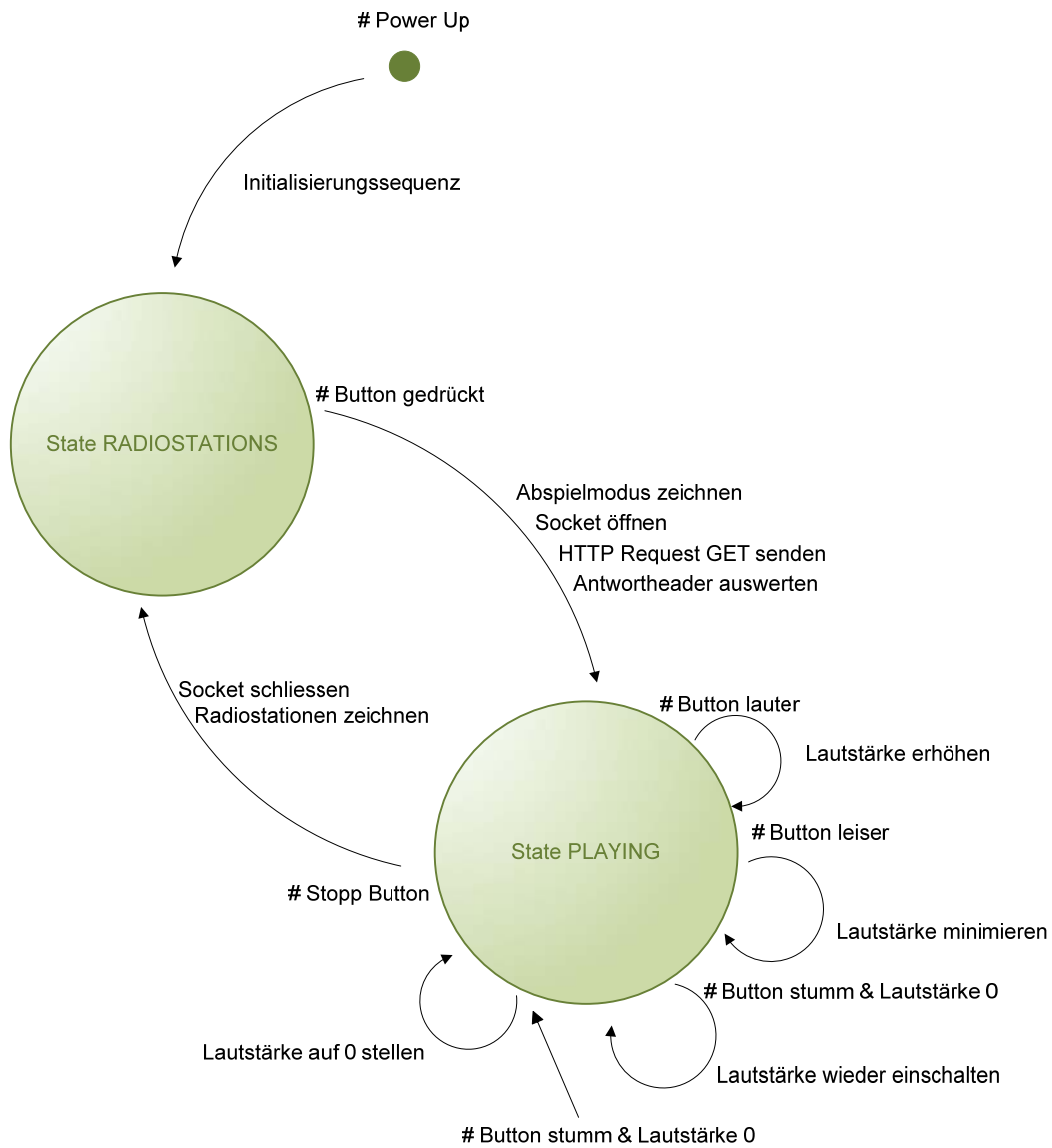 # Power Up
Initialisierungssequenz
# Button gedrückt
State RADIOSTATIONS
Abspielmodus zeichnen
Socket öffnen
HTTP Request GET senden
Antwortheader auswerten
Socket schliessen
Radiostationen zeichnen
# Button lauter
Lautstärke erhöhen
# Button leiser
State PLAYING
# Stopp Button
Lautstärke minimieren
# Button stumm & Lautstärke 0
Lautstärke auf 0 stellen
Lautstärke wieder einschalten
# Button stumm & Lautstärke 0